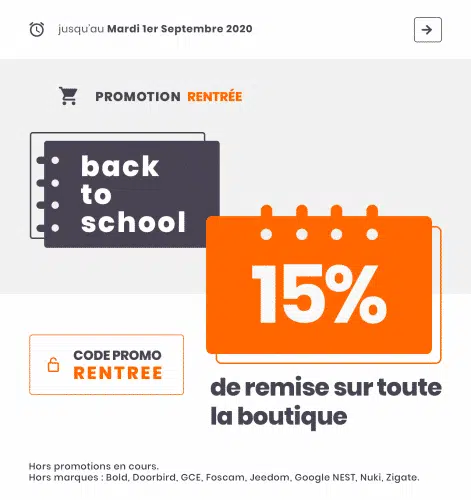 jusqu'au Mardi 1er Septembre 2020
PROMOTION RENTRÉE
back
to
school
15%
CODE PROMO
RENTREE
de remise sur toute
la boutique
Hors promotions en cours.
Hors marques : Bold, Doorbird, GCE, Foscam, Jeedom, Google NEST, Nuki, Zigate.